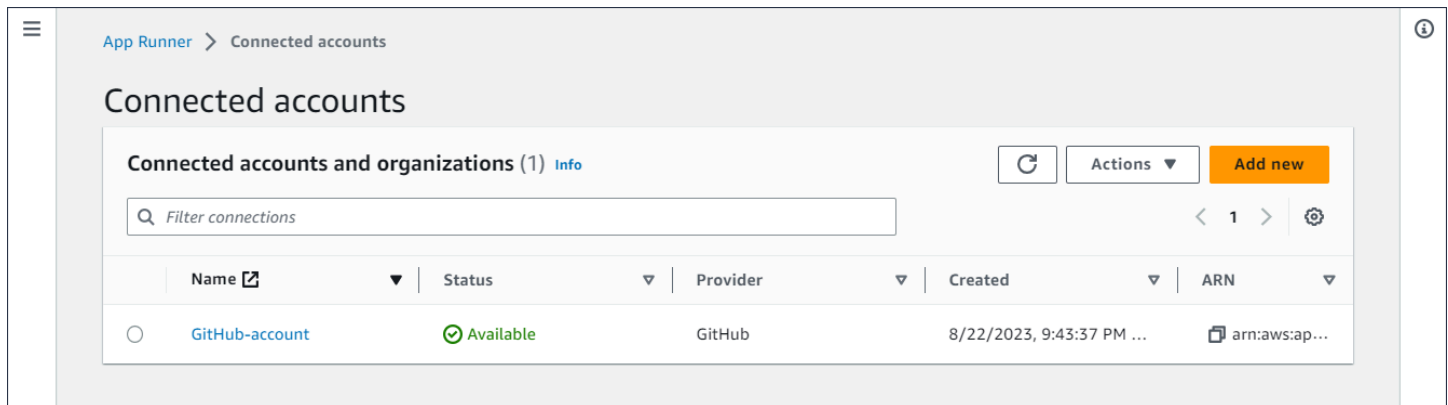 App Runner > Connected accounts
Connected accounts
Connected accounts and organizations (1) Info
Actions
Add new
Filter connections
1
Name Status Provider Created ARN
GitHub-account Available GitHub 8/22/2023, 9:43:37 PM ... arn:aws:ap...